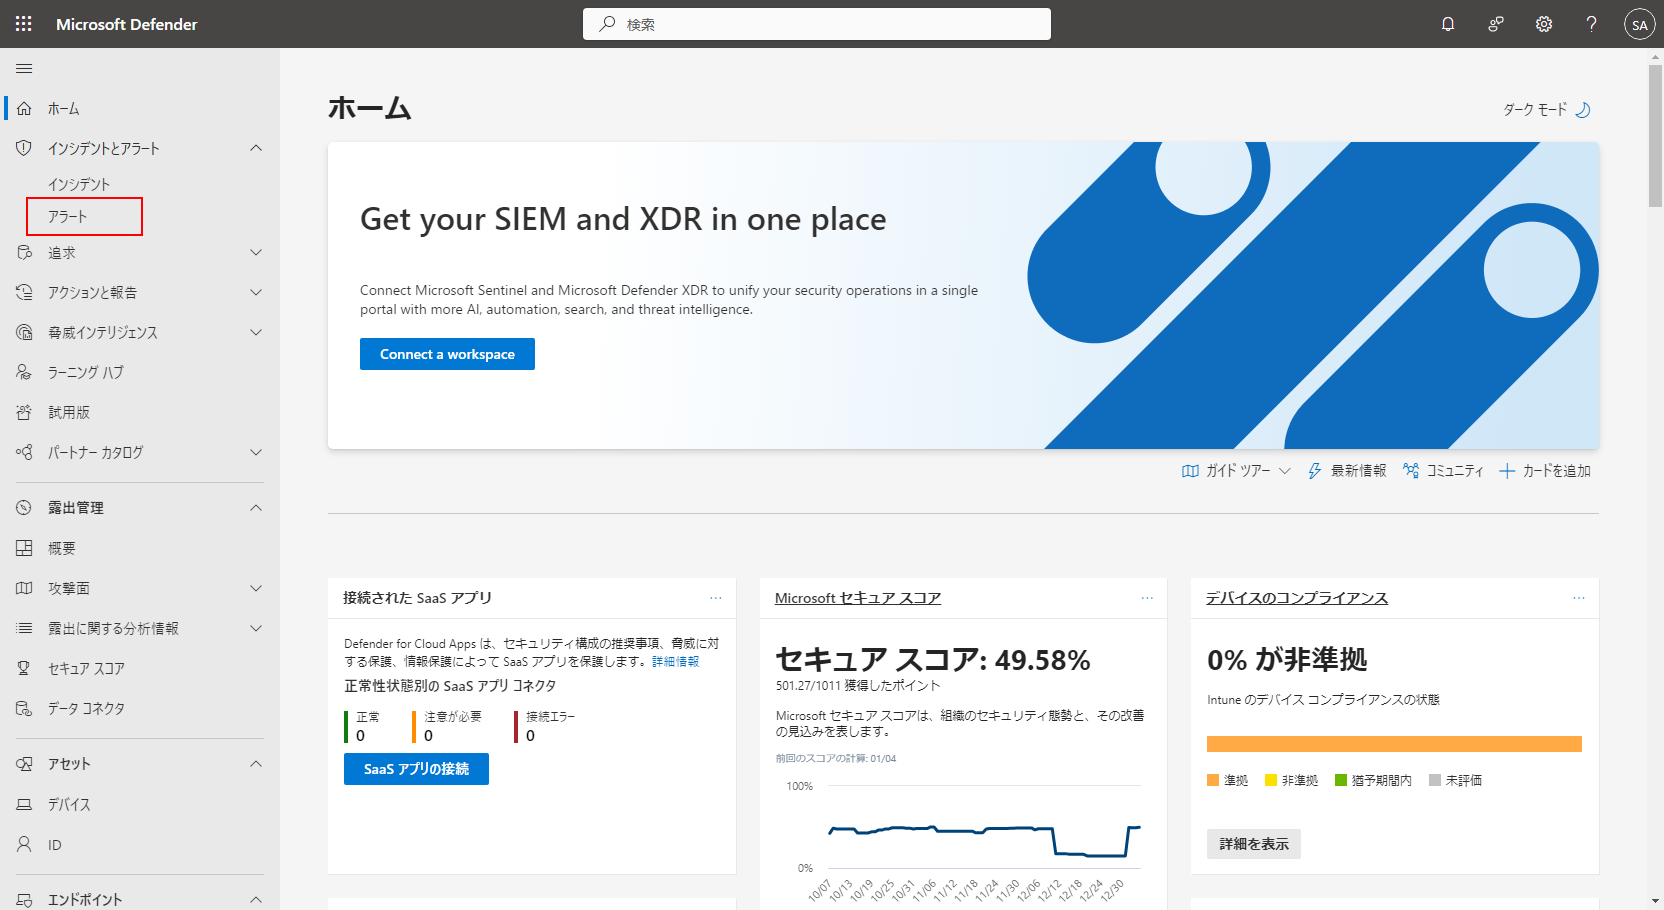 Microsoft Defender
検索
SA
ホーム
インシデントとアラート
インシデント
アラート
追求
アクションと報告
脅威インテリジェンス
ラーニング ハブ
試用版
パートナー カタログ
露出管理
概要
攻撃面
露出に関する分析情報
セキュア スコア
データ コネクタ
アセット
デバイス
ID
エンドポイント
ホーム
ダーク モード
Get your SIEM and XDR in one place
Connect Microsoft Sentinel and Microsoft Defender XDR to unify your security operations in a single
portal with more AI, automation, search, and threat intelligence.
Connect a workspace
ガイド ツアー
最新情報
コミュニティ
カードを追加
接続された SaaS アプリ
Defender for Cloud Apps は、セキュリティ構成の推奨事項、脅威に対
する保護、情報保護によって SaaS アプリを保護します。詳細情報
正常性状態別の SaaS アプリ コネクタ
正常
0
注意が必要
0
接続エラー
0
SaaS アプリの接続
Microsoft セキュア スコア
セキュア スコア: 49.58%
501.27/1011 獲得したポイント
Microsoft セキュア スコアは、組織のセキュリティ態勢と、その改善
の見込みを表します。
前回のスコアの計算: 01/04
100%
0%
10/07
10/13
10/19
10/25
10/31
11/06
11/12
11/18
11/24
11/30
12/06
12/12
12/18
12/24
12/30
デバイスのコンプライアンス
0% が非準拠
Intune のデバイス コンプライアンスの状態
準拠
非準拠
猶予期間内
未評価
詳細を表示